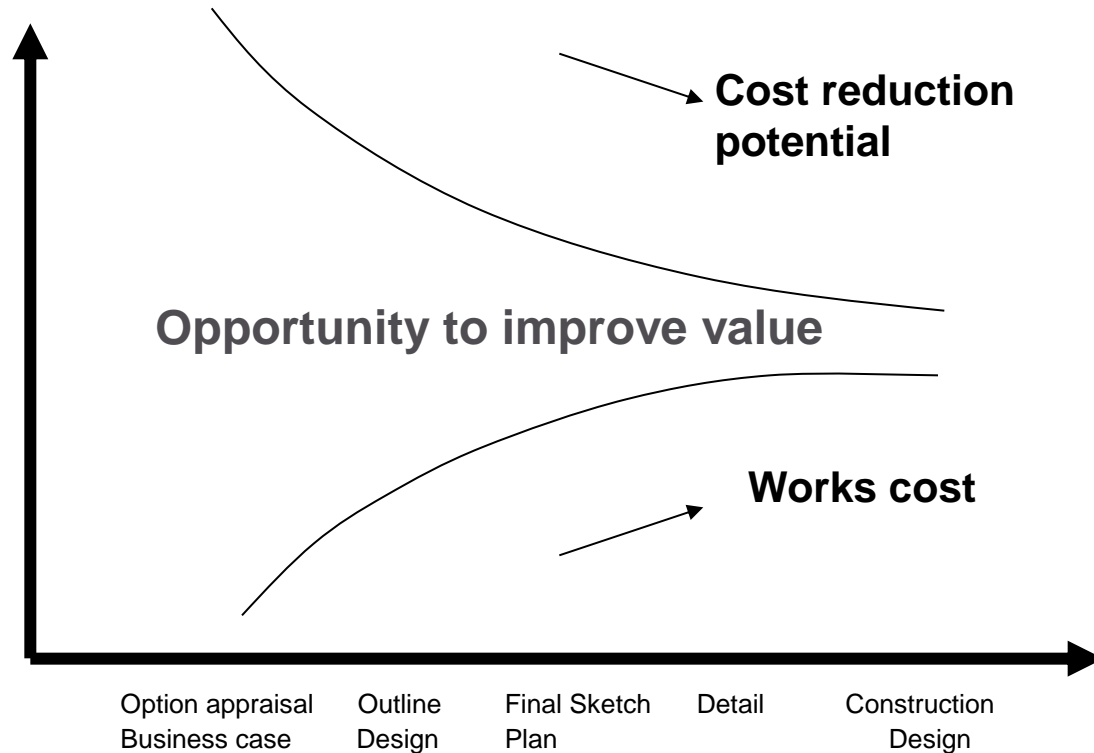 Cost reduction
potential
Opportunity to improve value
Works cost
Option appraisal Outline Final Sketch Detail Construction
Business case Design Plan Design